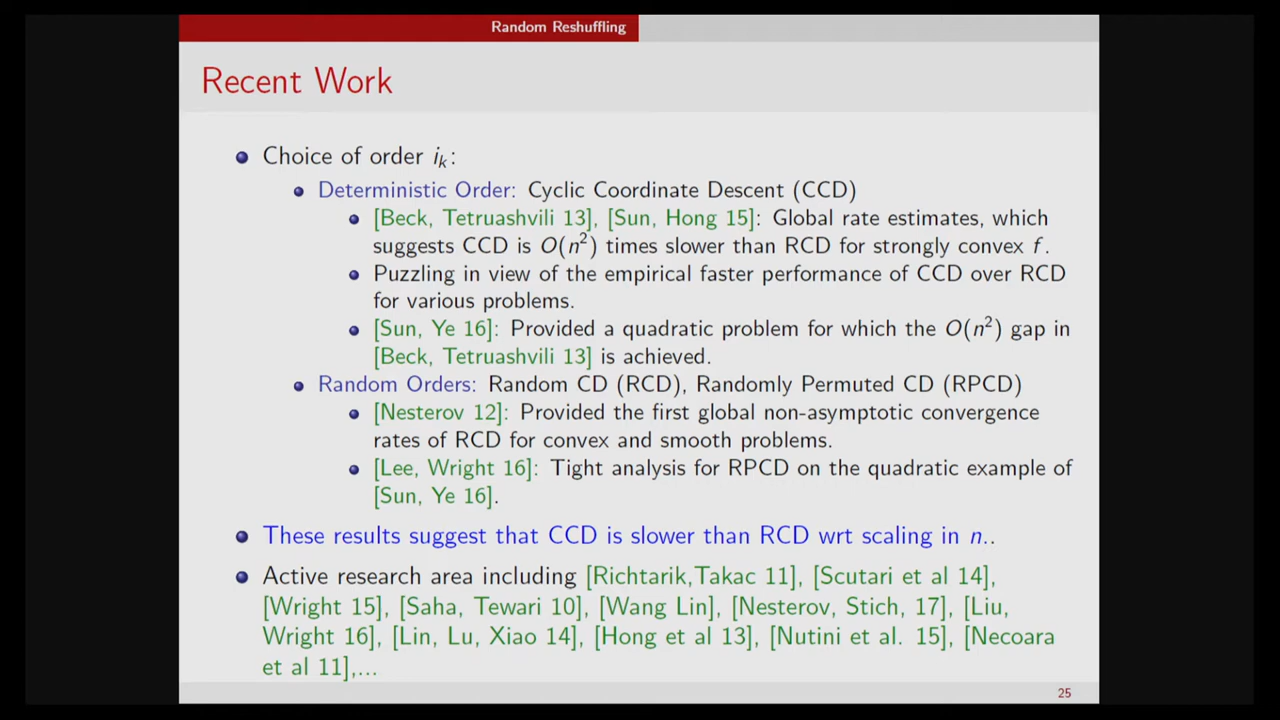 Random Reshuffling
Recent Work
Choice of order i_k:
Deterministic Order: Cyclic Coordinate Descent (CCD)
[Beck, Tetruashvili 13], [Sun, Hong 15]: Global rate estimates, which
suggests CCD is O(n²) times slower than RCD for strongly convex f.
Puzzling in view of the empirical faster performance of CCD over RCD
for various problems.
[Sun, Ye 16]: Provided a quadratic problem for which the O(n²) gap in
[Beck, Tetruashvili 13] is achieved.
Random Orders: Random CD (RCD), Randomly Permuted CD (RPCD)
[Nesterov 12]: Provided the first global non-asymptotic convergence
rates of RCD for convex and smooth problems.
[Lee, Wright 16]: Tight analysis for RPCD on the quadratic example of
[Sun, Ye 16].
These results suggest that CCD is slower than RCD wrt scaling in n..
Active research area including [Richtarik,Takac 11], [Scutari et al 14],
[Wright 15], [Saha, Tewari 10], [Wang Lin], [Nesterov, Stich, 17], [Liu,
Wright 16], [Lin, Lu, Xiao 14], [Hong et al 13], [Nutini et al. 15], [Necoara
et al 11],...
25